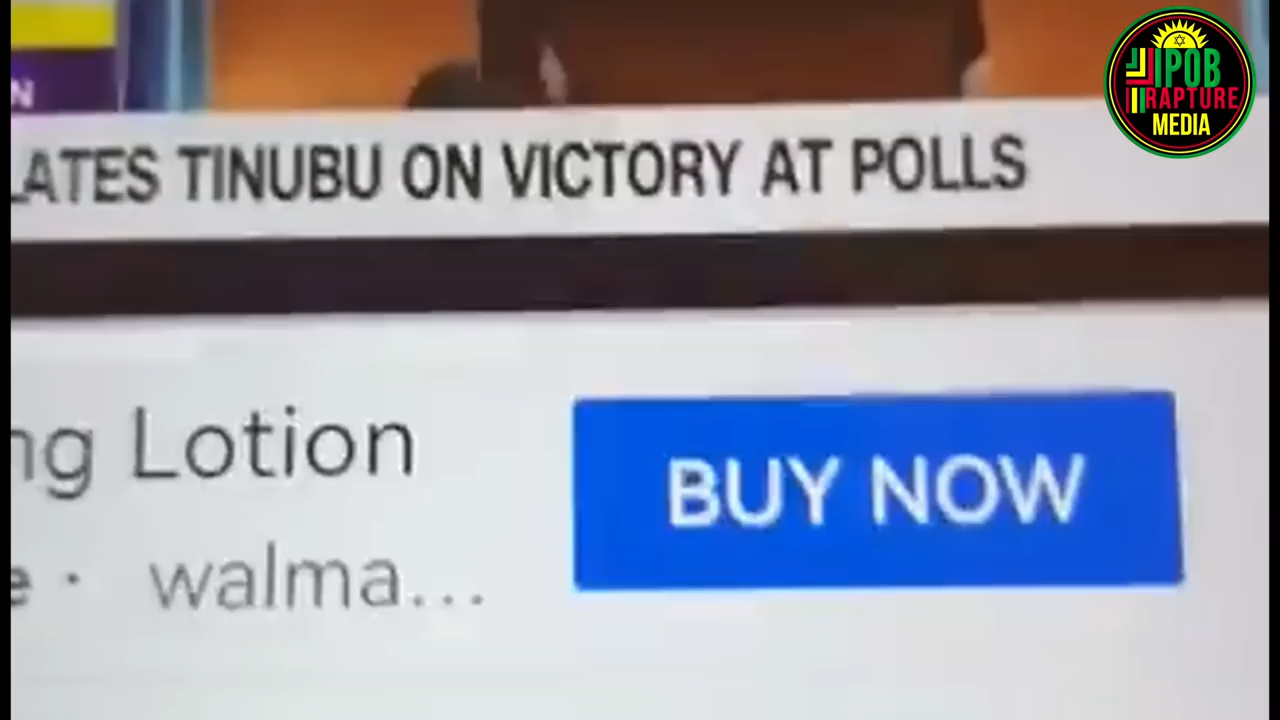 N
IPOB
RAPTURE
MEDIA
LATES TINUBU ON VICTORY AT POLLS
ng Lotion
BUY NOW
e · walma...